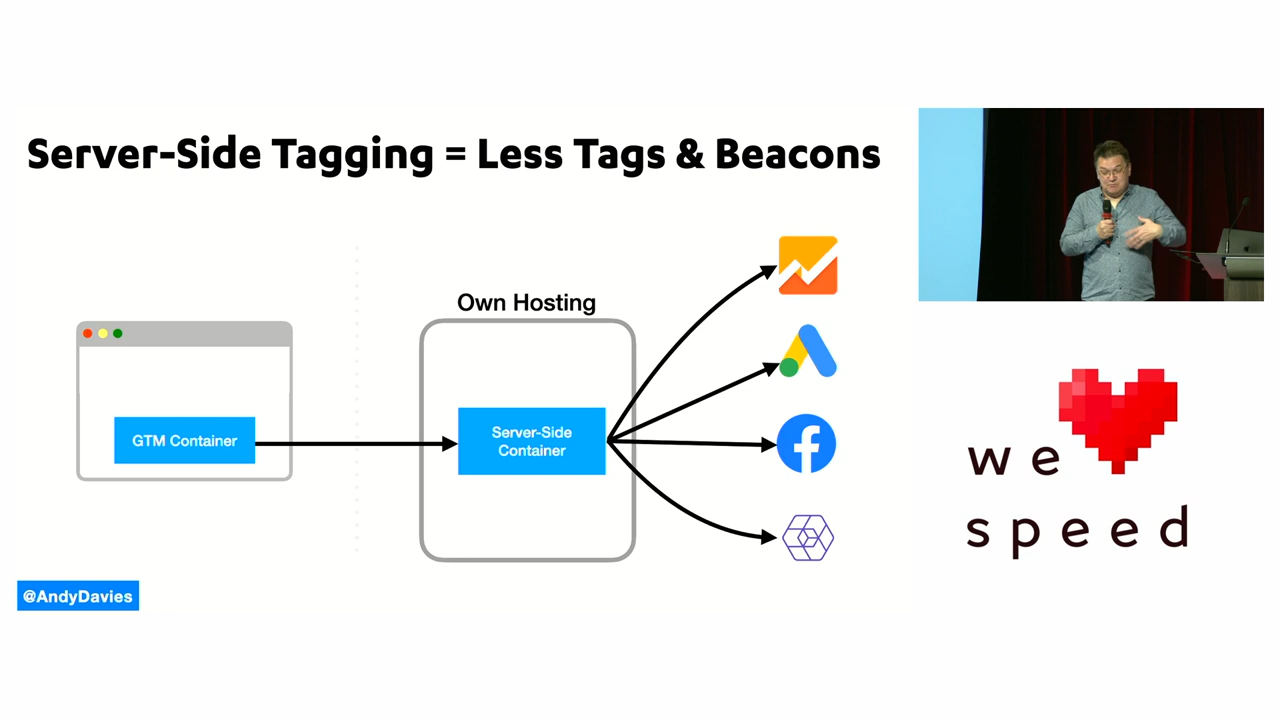 Server-Side Tagging = Less Tags & Beacons
Own Hosting
GTM Container
Server-Side
Container
@AndyDavies
we
speed